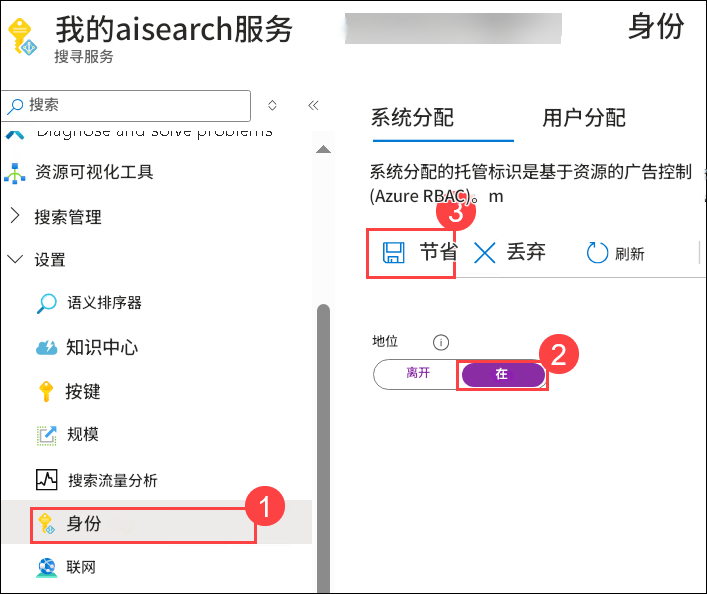 我的aisearch服务
身份
搜寻服务
搜索
Diagnose and solve problems
资源可视化工具
搜索管理
设置
语义排序器
知识中心
按键
规模
搜索流量分析
身份
1
联网
系统分配
用户分配
系统分配的托管标识是基于资源的广告控制
(Azure RBAC)。m
3
节省
丢弃
刷新
地位
离开
在
2